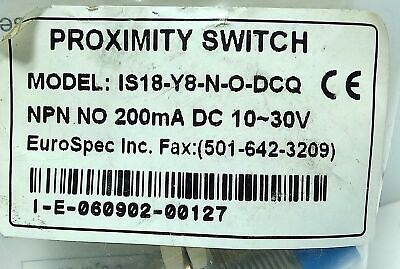 PROXIMITY SWITCH
MODEL: IS18-Y8-N-O-DCQ CE
NPN NO 200mA DC 10~30V
EuroSpec Inc. Fax:(501-642-3209)
I-E-060902-00127